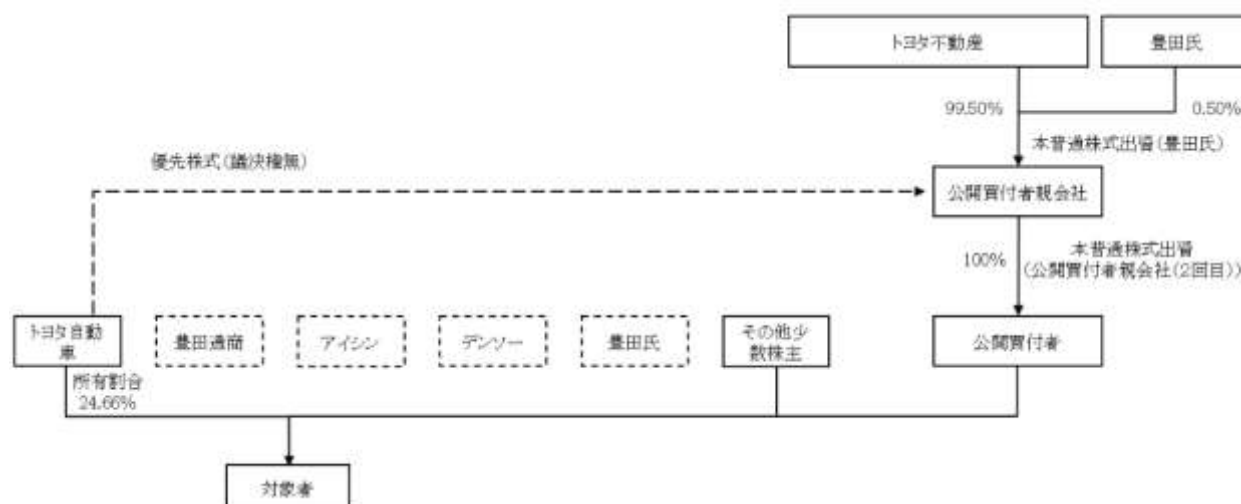 トヨタ不動産
豊田氏
99.50%
0.50%
本普通株式出資(豊田氏)
優先株式(議決権無)
公開買付者親会社
100%
本普通株式出資
(公開買付者親会社(2回目))
トヨタ自動
車
豊田通商
アイシン
デンソー
豊田氏
その他少
数株主
公開買付者
所有割合
24.66%
対象者